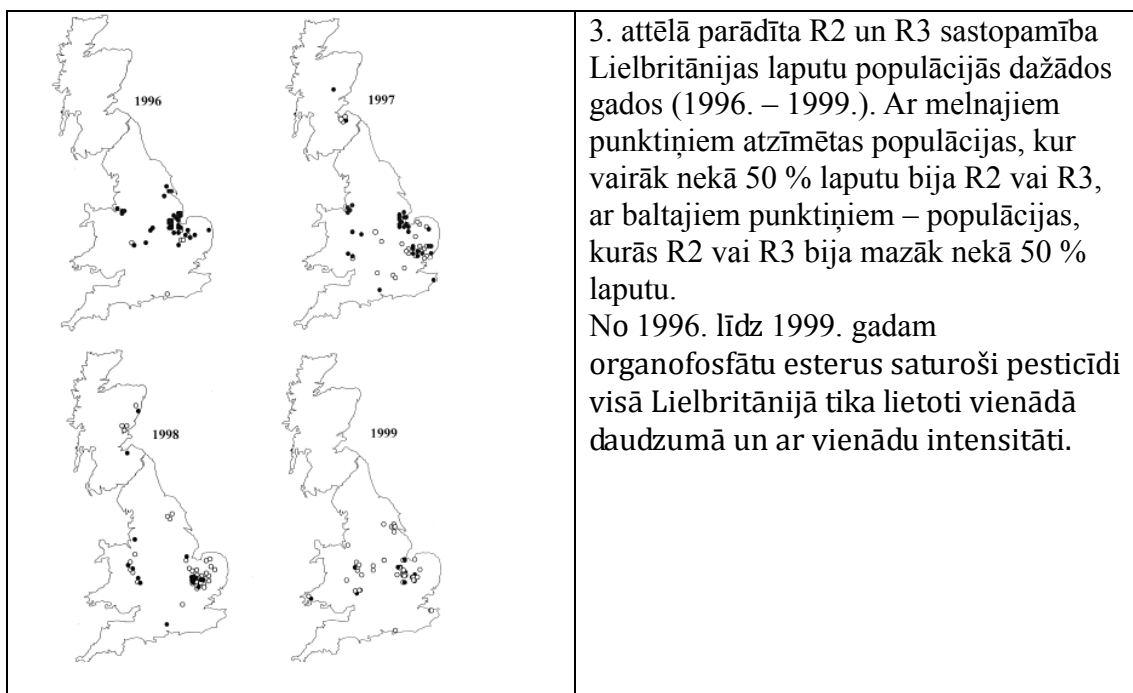 1996
1997
1998
1999
3. attēlā parādīta R2 un R3 sastopamība
Lielbritānijas laputu populācijās dažādos
gados (1996. – 1999.). Ar melnajiem
punktiņiem atzīmētas populācijas, kur
vairāk nekā 50 % laputu bija R2 vai R3,
ar baltajiem punktiņiem – populācijas,
kurās R2 vai R3 bija mazāk nekā 50 %
laputu.
No 1996. līdz 1999. gadam
organofosfātu esterus saturoši pesticīdi
visā Lielbritānijā tika lietoti vienādā
daudzumā un ar vienādu intensitāti.